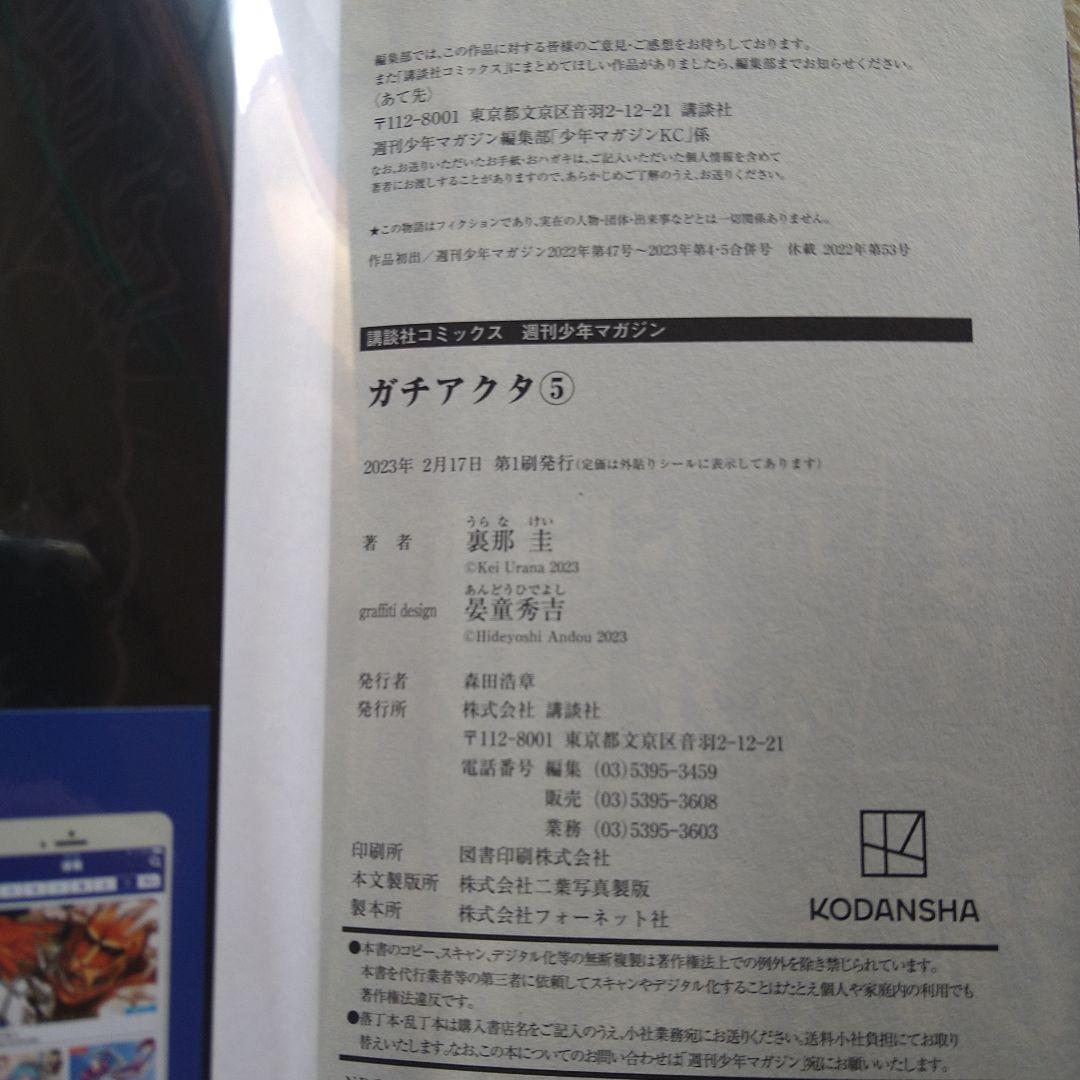 編集部では、この作品に対する皆様のご意見・ご感想をお待ちしております。
また「講談社コミックス」にまとめてほしい作品がありましたら、編集部までお知らせください。
〈あて先〉
〒112-8001 東京都文京区音羽2-12-21 講談社
週刊少年マガジン編集部「少年マガジンKC」係
なお、お送りいただいたお手紙・おハガキは、ご記入いただいた個人情報を含めて
著者にお渡しすることがありますので、あらかじめご了解のうえ、お送りください。
★この物語はフィクションであり、実在の人物・団体・出来事などとは一切関係ありません。
作品初出／週刊少年マガジン2022年第47号～2023年第4・5合併号 休載 2022年第53号
講談社コミックス 週刊少年マガジン
ガチアクタ⑤
2023年 2月17日 第1刷発行(定価は外貼りシールに表示してあります)
うらな けい
著者 裏那 圭
©Kei Urana 2023
あんどうひでよし
graffiti design 晏童秀吉
©Hideyoshi Andou 2023
発行者 森田浩章
発行所 株式会社 講談社
〒112-8001 東京都文京区音羽2-12-21
電話番号 編集 (03)5395-3459
販売 (03)5395-3608
業務 (03)5395-3603
印刷所 図書印刷株式会社
本文製版所 株式会社二葉写真製版
製本所 株式会社フォーネット社
KODANSHA
●本書のコピー、スキャン、デジタル化等の無断複製は著作権法上での例外を除き禁じられています。
本書を代行業者等の第三者に依頼してスキャンやデジタル化することはたとえ個人や家庭内の利用でも
著作権法違反です。
●落丁本・乱丁本は購入書店名をご記入のうえ、小社業務宛にお送りください。送料小社負担にてお取り
替えいたします。なお、この本についてのお問い合わせは「週刊少年マガジン」宛にお願いいたします。